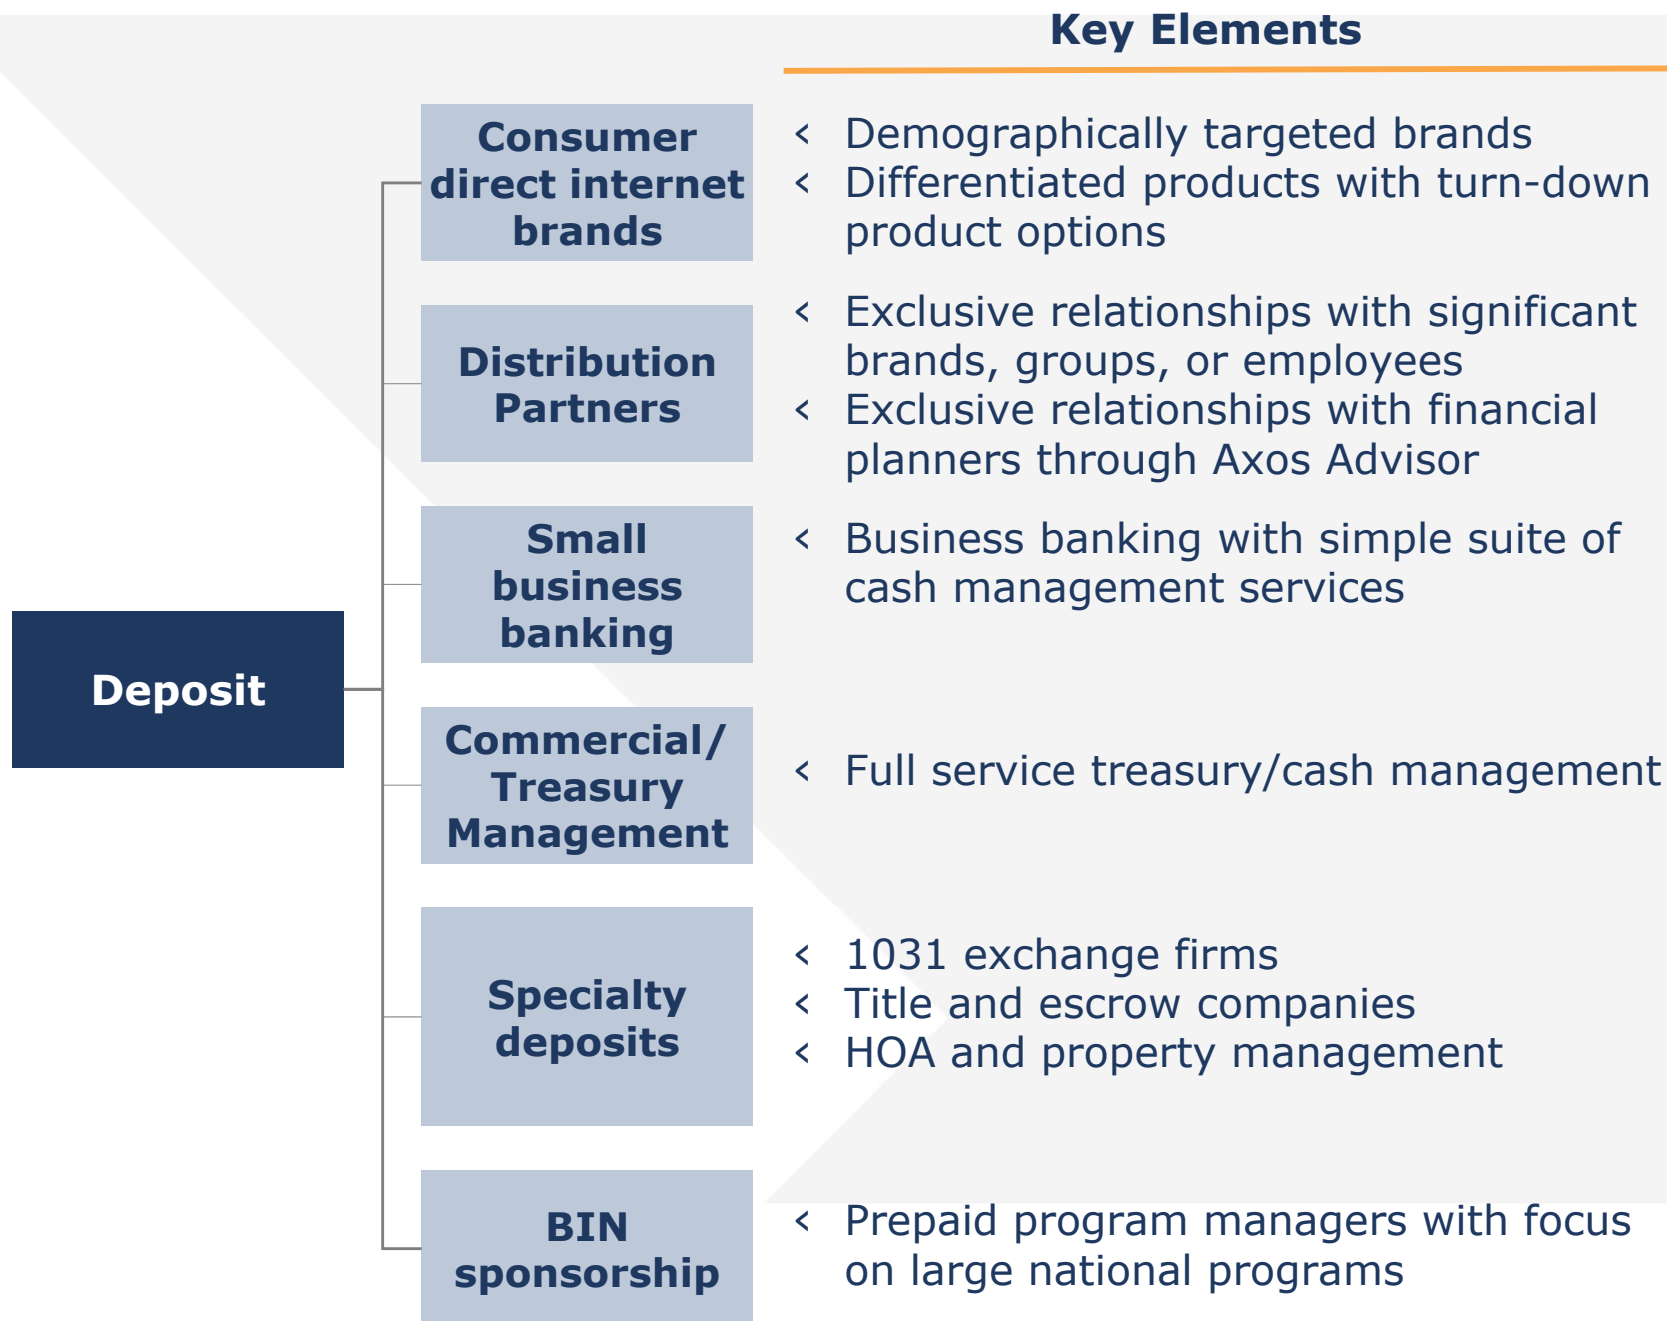 Key Elements
Consumer
direct internet
brands
‹ Demographically targeted brands
‹ Differentiated products with turn-down
product options
Distribution
Partners
‹ Exclusive relationships with significant
brands, groups, or employees
‹ Exclusive relationships with financial
planners through Axos Advisor
Small
business
banking
‹ Business banking with simple suite of
cash management services
Deposit
Commercial/
Treasury
Management
‹ Full service treasury/cash management
Specialty
deposits
‹ 1031 exchange firms
‹ Title and escrow companies
‹ HOA and property management
BIN
sponsorship
‹ Prepaid program managers with focus
on large national programs